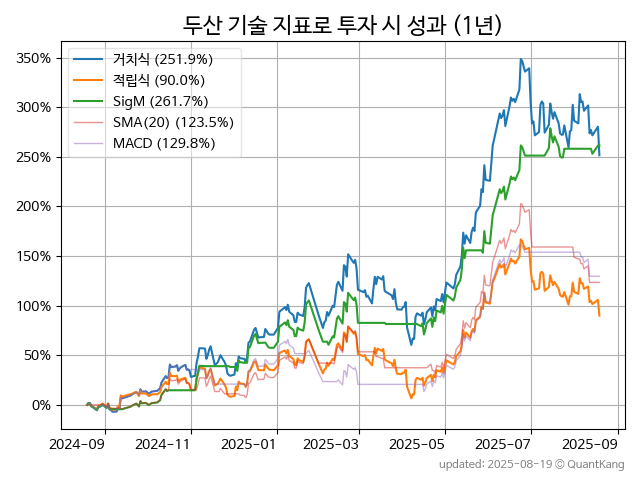 두산 기술 지표로 투자 시 성과 (1년)
350%
300%
250%
200%
150%
100%
50%
0%
거치식 (251.9%)
적립식 (90.0%)
SigM (261.7%)
SMA(20) (123.5%)
MACD (129.8%)
2024-09 2024-11 2025-01 2025-03 2025-05 2025-07 2025-09
updated: 2025-08-19 © QuantKang